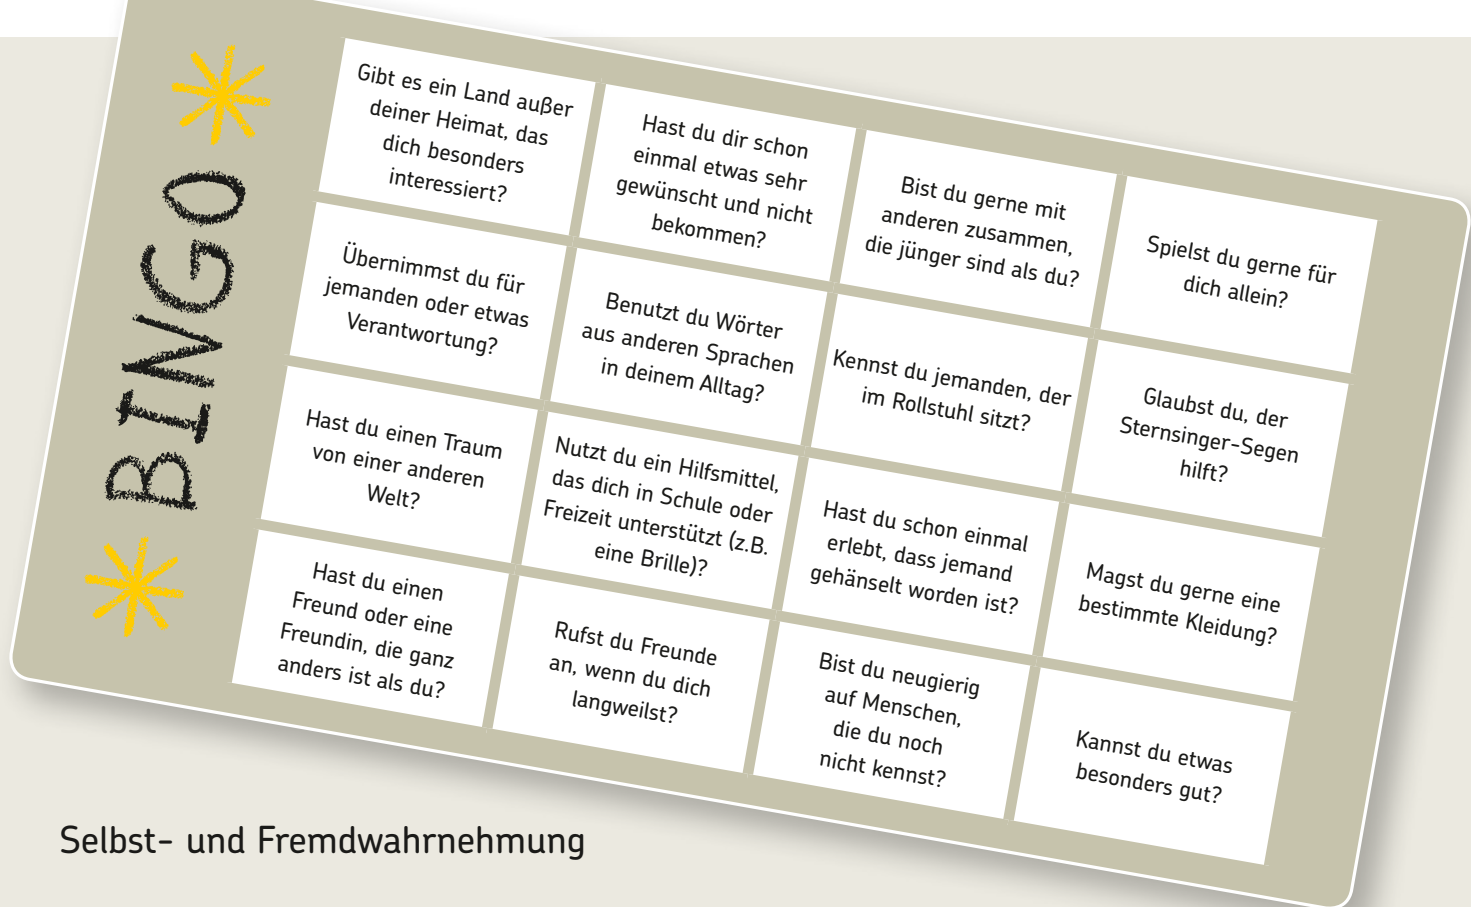 BINGO
Gibt es ein Land außer
deiner Heimat, das
dich besonders
interessiert?
Hast du dir schon
einmal etwas sehr
gewünscht und nicht
bekommen?
Bist du gerne mit
anderen zusammen,
die jünger sind als du?
Spielst du gerne für
dich allein?
Übernimmst du für
jemanden oder etwas
Verantwortung?
Benutzt du Wörter
aus anderen Sprachen
in deinem Alltag?
Kennst du jemanden, der
im Rollstuhl sitzt?
Glaubst du, der
Sternsinger-Segen
hilft?
Hast du einen Traum
von einer anderen
Welt?
Nutzt du ein Hilfsmittel,
das dich in Schule oder
Freizeit unterstützt (z.B.
eine Brille)?
Hast du schon einmal
erlebt, dass jemand
gehänselt worden ist?
Magst du gerne eine
bestimmte Kleidung?
Hast du einen
Freund oder eine
Freundin, die ganz
anders ist als du?
Rufst du Freunde
an, wenn du dich
langweilst?
Bist du neugierig
auf Menschen,
die du noch
nicht kennst?
Kannst du etwas
besonders gut?
Selbst- und Fremdwahrnehmung